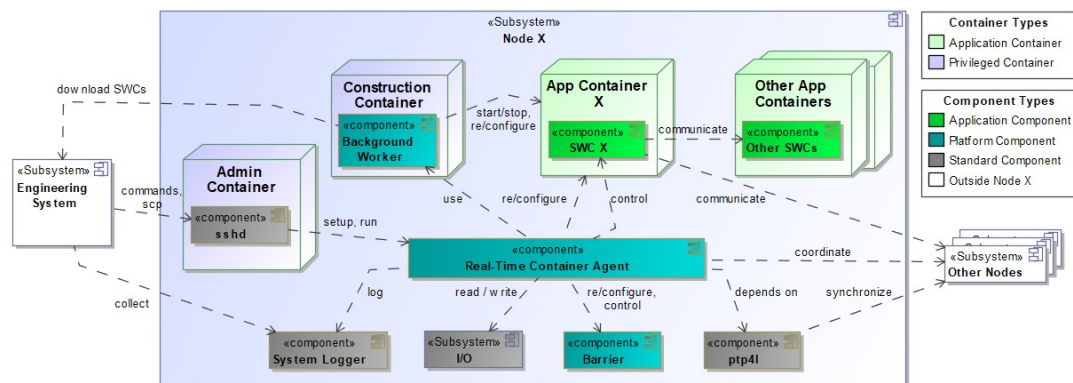 «Subsystem»
Node X
Container Types
Application Container
Privileged Container
Component Types
Application Component
Platform Component
Standard Component
Outside Node X
Construction
Container
«component»
Background
Worker
App Container
X
«component»
SWC X
Other App
Containers
«component»
Other SWCs
download SWCs
start/stop,
re/configure
communicate
«Subsystem»
Engineering
System
commands,
scp
Admin
Container
«component»
sshd
setup, run
use
re/configure
control
communicate
«component»
Real-Time Container Agent
coordinate
«Subsystem»
Other Nodes
collect
log
read / write
re/configure,
control
depends on
synchronize
«component»
System Logger
«Subsystem»
I/O
«component»
Barrier
«component»
ptp4l